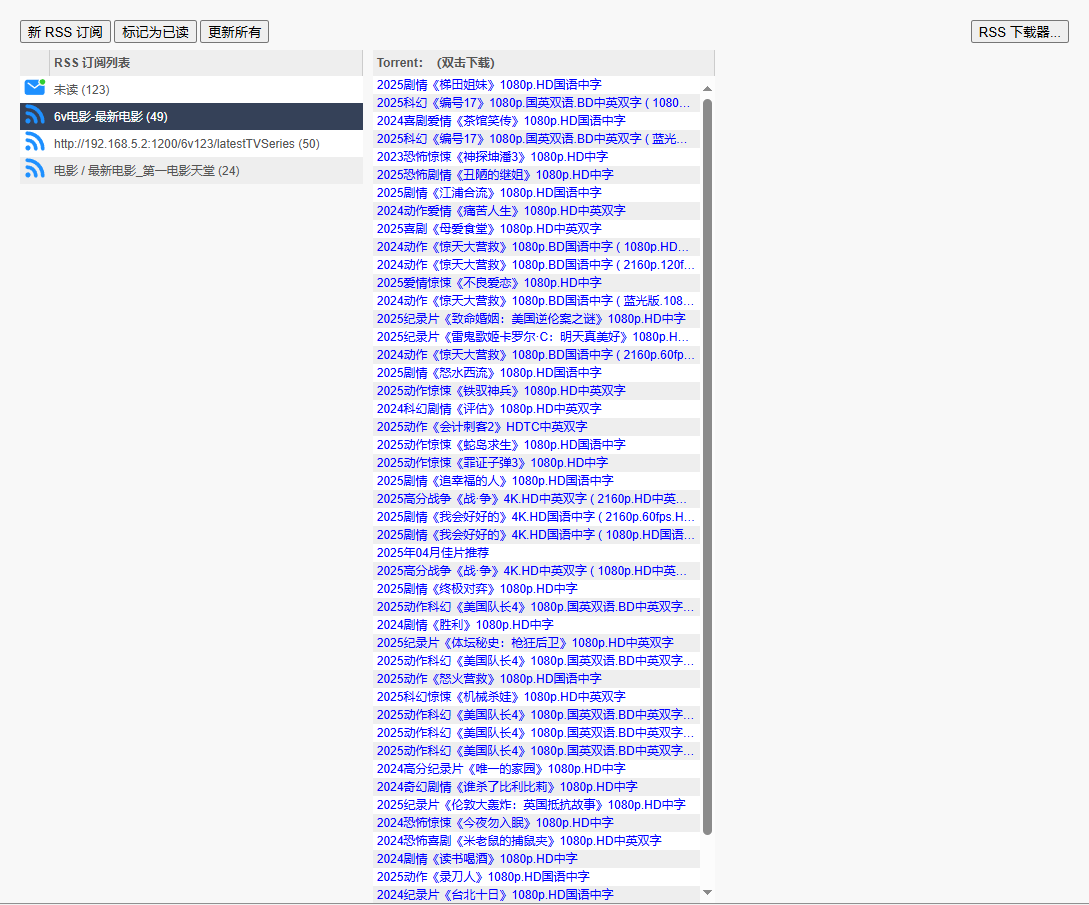 新 RSS 订阅 标记为已读 更新所有 RSS 下载器...
RSS 订阅列表
未读 (123)
6v电影-最新电影 (49)
http://192.168.5.2:1200/6v123/latestTVSeries (50)
电影 / 最新电影_第一电影天堂 (24)
Torrent: (双击下载)
2025剧情《梯田姐妹》1080p.HD国语中字
2025科幻《编号17》1080p.国英双语.BD中英双字 ( 1080...
2024喜剧爱情《茶馆笑传》1080p.HD国语中字
2025科幻《编号17》1080p.国英双语.BD中英双字 ( 蓝光...
2023恐怖惊悚《神探坤潘3》1080p.HD中字
2025恐怖剧情《丑陋的继姐》1080p.HD中字
2025剧情《江浦合流》1080p.HD国语中字
2024动作爱情《痛苦人生》1080p.HD中英双字
2025喜剧《母爱食堂》1080p.HD中英双字
2024动作《惊天大营救》1080p.BD国语中字 ( 1080p.HD...
2024动作《惊天大营救》1080p.BD国语中字 ( 2160p.120f...
2025爱情惊悚《不良爱恋》1080p.HD中字
2024动作《惊天大营救》1080p.BD国语中字 ( 蓝光版.108...
2025纪录片《致命婚姻：美国逆伦案之谜》1080p.HD中字
2025纪录片《雷鬼歌姬卡罗尔·C：明天真美好》1080p.H...
2024动作《惊天大营救》1080p.BD国语中字 ( 2160p.60fp...
2025剧情《怒水西流》1080p.HD国语中字
2025动作惊悚《铁驭神兵》1080p.HD中英双字
2024科幻剧情《评估》1080p.HD中英双字
2025动作《会计刺客2》HDTC中英双字
2025动作惊悚《蛇岛求生》1080p.HD国语中字
2025动作惊悚《罪证子弹3》1080p.HD中字
2025剧情《追幸福的人》1080p.HD国语中字
2025高分战争《战·争》4K.HD中英双字 ( 2160p.HD中英...
2025剧情《我会好好的》4K.HD国语中字 ( 2160p.60fps.H...
2025剧情《我会好好的》4K.HD国语中字 ( 1080p.HD国语...
2025年04月佳片推荐
2025高分战争《战·争》4K.HD中英双字 ( 1080p.HD中英...
2025剧情《终极对弈》1080p.HD中字
2025动作科幻《美国队长4》1080p.国英双语.BD中英双字...
2024剧情《胜利》1080p.HD中字
2025纪录片《体坛秘史：枪狂后卫》1080p.HD中英双字
2025动作科幻《美国队长4》1080p.国英双语.BD中英双字...
2025动作《怒火营救》1080p.HD国语中字
2025科幻惊悚《机械杀娃》1080p.HD中英双字
2025动作科幻《美国队长4》1080p.国英双语.BD中英双字...
2025动作科幻《美国队长4》1080p.国英双语.BD中英双字...
2025动作科幻《美国队长4》1080p.国英双语.BD中英双字...
2024高分纪录片《唯一的家园》1080p.HD中字
2024奇幻剧情《谁杀了比利比莉》1080p.HD中字
2025纪录片《伦敦大轰炸：英国抵抗故事》1080p.HD中字
2024恐怖惊悚《今夜勿入眠》1080p.HD中字
2024恐怖喜剧《米老鼠的捕鼠夹》1080p.HD中英双字
2024剧情《读书喝酒》1080p.HD中字
2025动作《录刀人》1080p.HD国语中字
2024纪录片《台北十日》1080p.HD国语中字